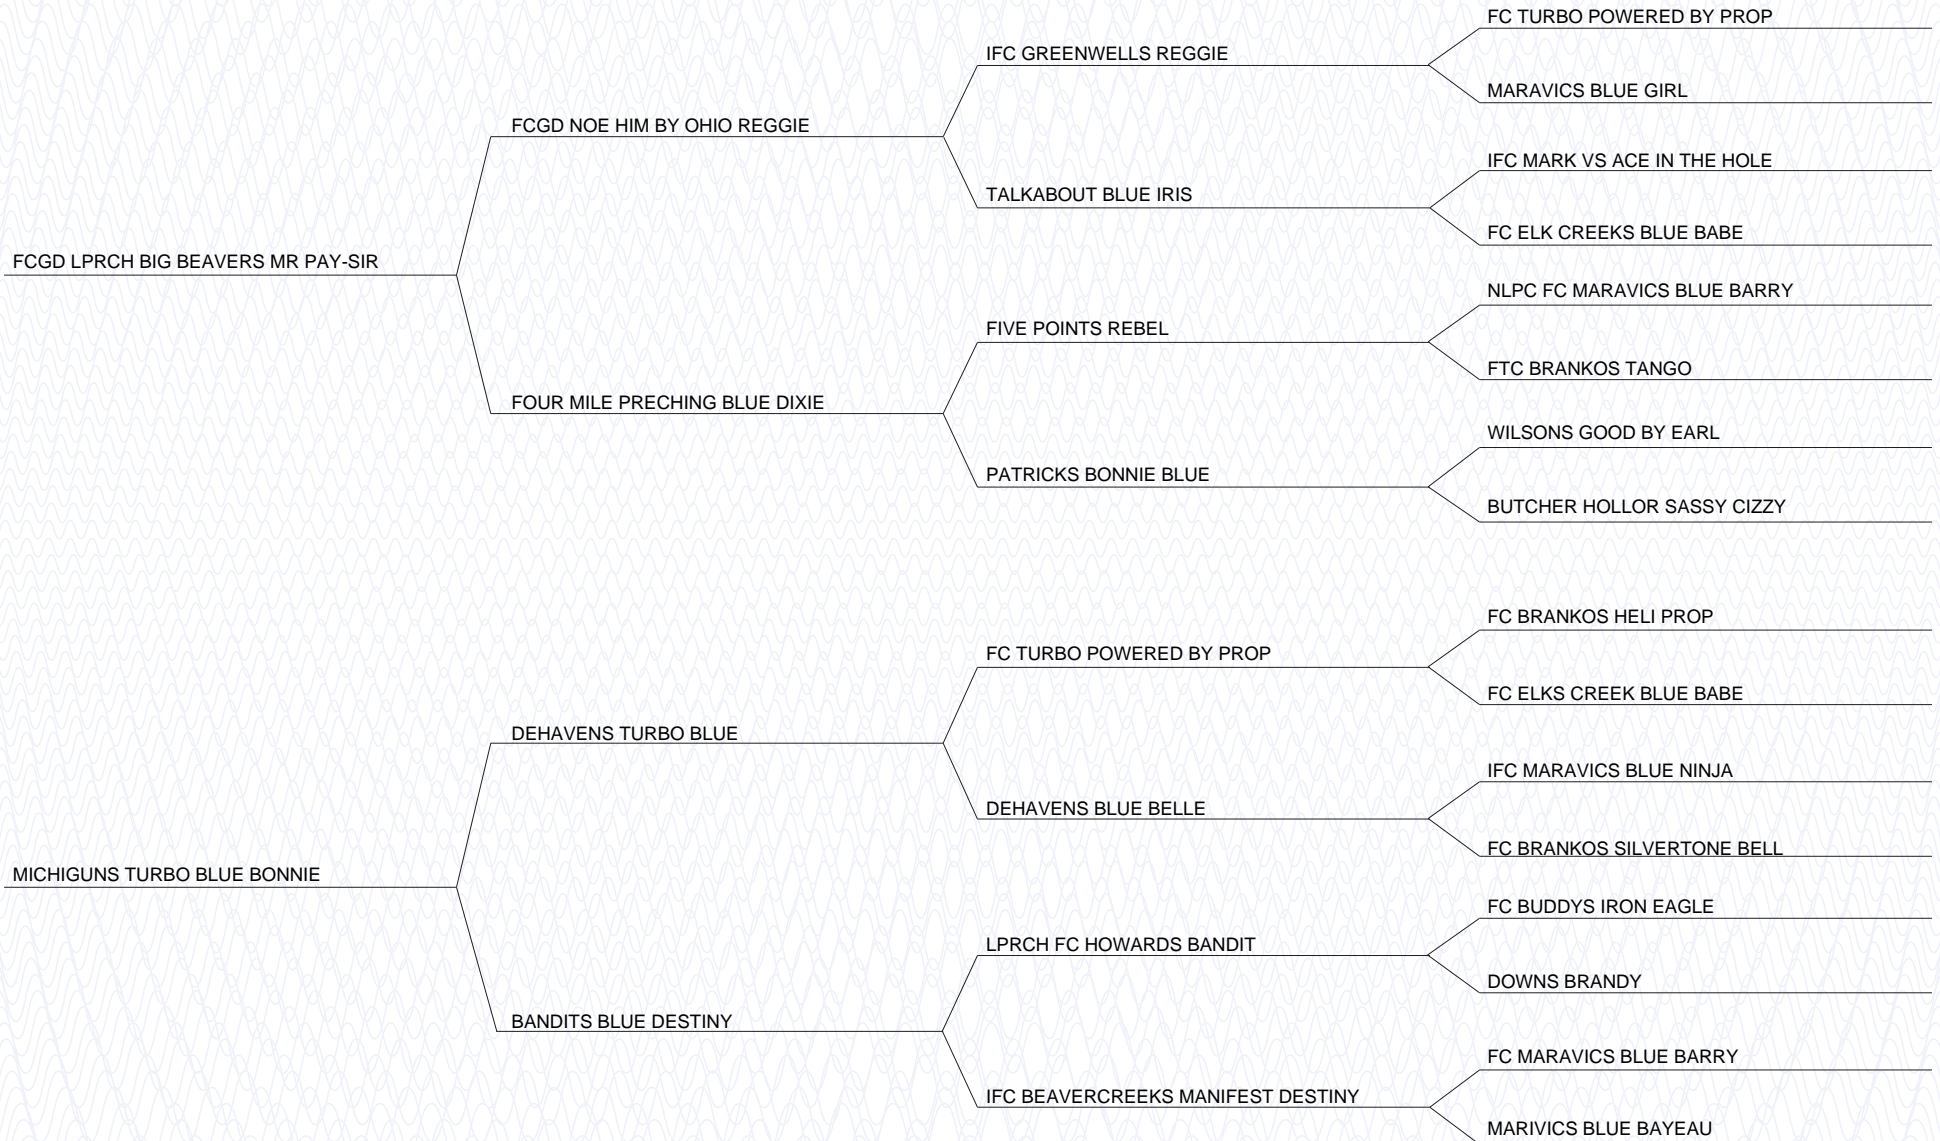 FC TURBO POWERED BY PROP
IFC GREENWELLS REGGIE
MARAVICS BLUE GIRL
FCGD NOE HIM BY OHIO REGGIE
IFC MARK VS ACE IN THE HOLE
TALKABOUT BLUE IRIS
FC ELK CREEKS BLUE BABE
FCGD LPRCH BIG BEAVERS MR PAY-SIR
NLPC FC MARAVICS BLUE BARRY
FIVE POINTS REBEL
FTC BRANKOS TANGO
FOUR MILE PRECHING BLUE DIXIE
WILSONS GOOD BY EARL
PATRICKS BONNIE BLUE
BUTCHER HOLLOR SASSY CIZZY
FC BRANKOS HELI PROP
FC TURBO POWERED BY PROP
FC ELKS CREEK BLUE BABE
DEHAVENS TURBO BLUE
IFC MARAVICS BLUE NINJA
DEHAVENS BLUE BELLE
FC BRANKOS SILVERTONE BELL
MICHIGUNS TURBO BLUE BONNIE
FC BUDDYS IRON EAGLE
LPRCH FC HOWARDS BANDIT
DOWNS BRANDY
BANDITS BLUE DESTINY
FC MARAVICS BLUE BARRY
IFC BEAVERCREEKS MANIFEST DESTINY
MARIVICS BLUE BAYEAU